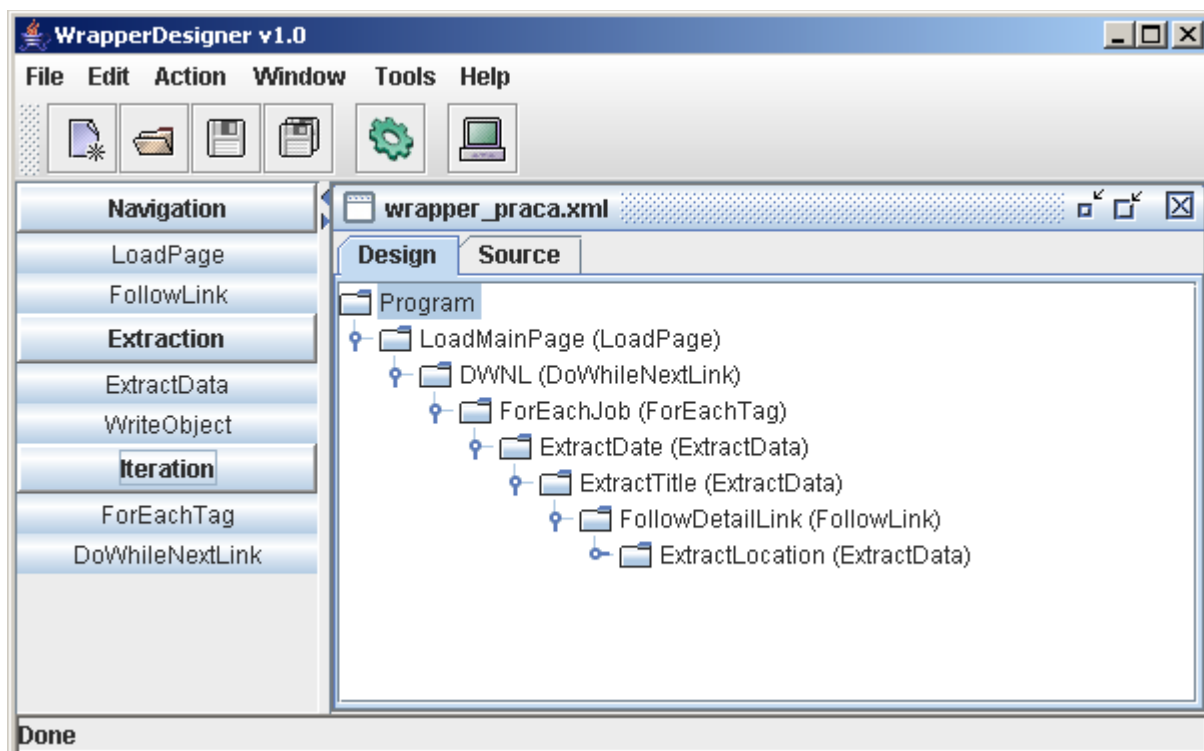 WrapperDesigner v1.0
File Edit Action Window Tools Help
Navigation
LoadPage
FollowLink
Extraction
ExtractData
WriteObject
Iteration
ForEachTag
DoWhileNextLink
wrapper_praca.xml
Design Source
Program
LoadMainPage (LoadPage)
DWNL (DoWhileNextLink)
ForEachJob (ForEachTag)
ExtractDate (ExtractData)
ExtractTitle (ExtractData)
FollowDetailLink (FollowLink)
ExtractLocation (ExtractData)
Done